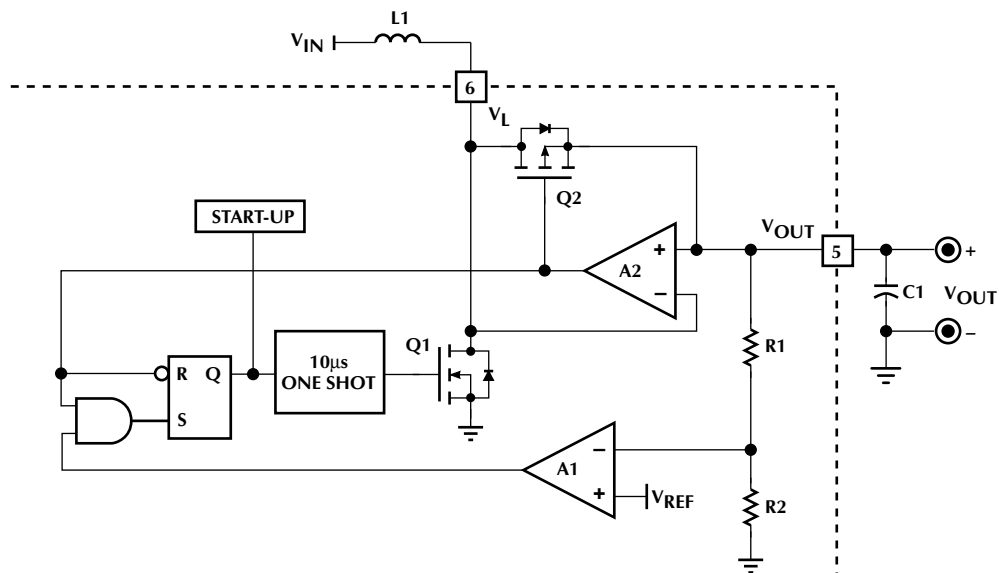 L1
VIN
6
VL
Q2
START-UP
VOUT
5
+
A2
+
−
C1
VOUT
−
Q1
R1
R
Q
10µs
ONE SHOT
S
A1
−
+
VREF
R2